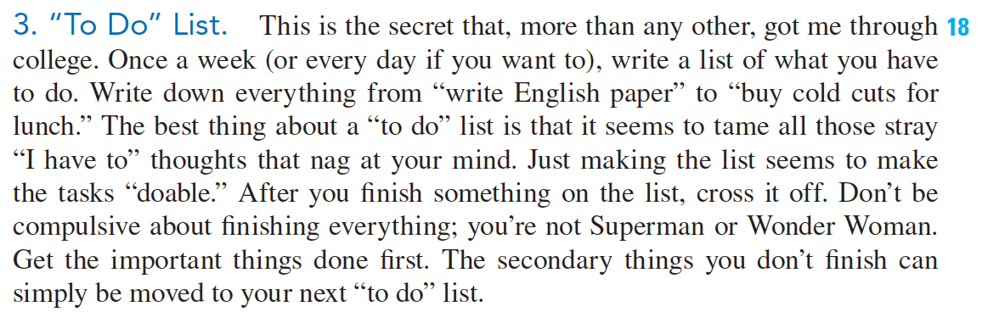 3. “To Do” List. This is the secret that, more than any other, got me through 18
college. Once a week (or every day if you want to), write a list of what you have
to do. Write down everything from “write English paper” to “buy cold cuts for
lunch.” The best thing about a “to do” list is that it seems to tame all those stray
“I have to” thoughts that nag at your mind. Just making the list seems to make
the tasks “doable.” After you finish something on the list, cross it off. Don’t be
compulsive about finishing everything; you’re not Superman or Wonder Woman.
Get the important things done first. The secondary things you don’t finish can
simply be moved to your next “to do” list.